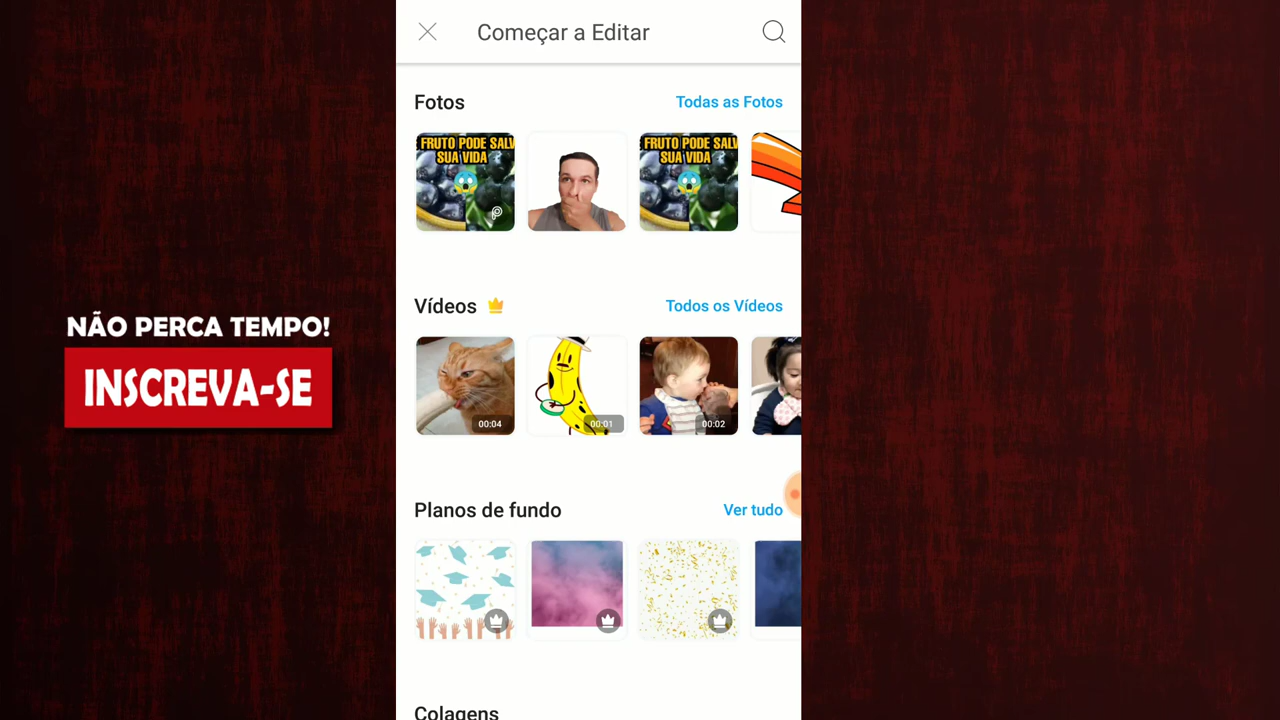 Começar a Editar
Fotos
Todas as Fotos
FRUTO PODE SALV
SUA VIDA
FRUTO PODE SALV
SUA VIDA
Vídeos
Todos os Vídeos
NÃO PERCA TEMPO!
INSCREVA-SE
00:04
00:01
00:02
Planos de fundo
Ver tudo
Colagens